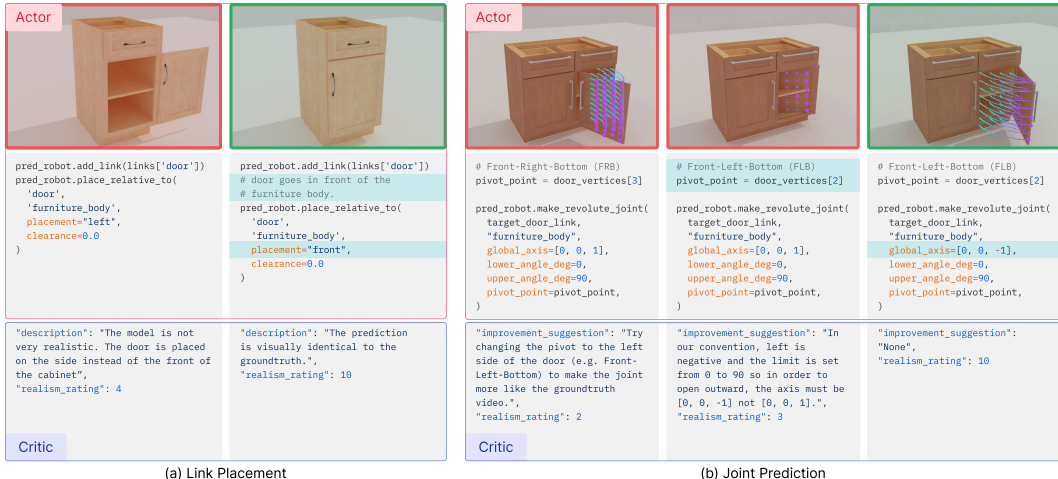 Actor
pred_robot.add_link(links['door'])
pred_robot.place_relative_to(
'door',
'furniture_body',
placement="left",
clearance=0.0
)
pred_robot.add_link(links['door'])
# door goes in front of the
# furniture body.
pred_robot.place_relative_to(
'door',
'furniture_body',
placement="front",
clearance=0.0
)
"description": "The model is not
very realistic. The door is placed
on the side instead of the front of
the cabinet",
"realism_rating": 4
"description": "The prediction
is visually identical to the
groundtruth.",
"realism_rating": 10
Critic
(a) Link Placement
Actor
# Front-Right-Bottom (FRB)
pivot_point = door_vertices[3]
pred_robot.make_revolute_joint(
target_door_link,
"furniture_body",
global_axis=[0, 0, 1],
lower_angle_deg=0,
upper_angle_deg=90,
pivot_point=pivot_point,
)
# Front-Left-Bottom (FLB)
pivot_point = door_vertices[2]
pred_robot.make_revolute_joint(
target_door_link,
"furniture_body",
global_axis=[0, 0, 1],
lower_angle_deg=0,
upper_angle_deg=90,
pivot_point=pivot_point,
)
# Front-Left-Bottom (FLB)
pivot_point = door_vertices[2]
pred_robot.make_revolute_joint(
target_door_link,
"furniture_body",
global_axis=[0, 0, -1],
lower_angle_deg=0,
upper_angle_deg=90,
pivot_point=pivot_point,
)
"improvement_suggestion": "Try
changing the pivot to the left
side of the door (e.g. Front-
Left-Bottom) to make the joint
more like the groundtruth
video.",
"realism_rating": 2
"improvement_suggestion": "In
our convention, left is
negative and the limit is set
from 0 to 90 so in order to
open outward, the axis must be
[0, 0, -1] not [0, 0, 1].",
"realism_rating": 3
"improvement_suggestion":
"None",
"realism_rating": 10
Critic
(b) Joint Prediction